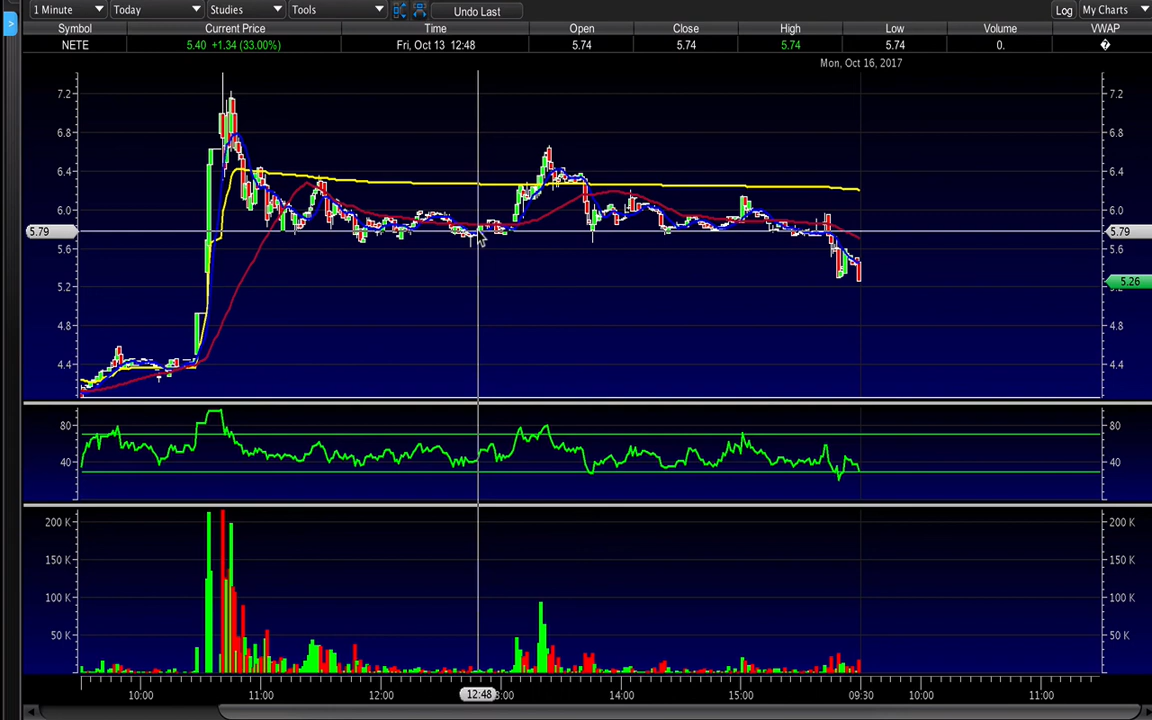 1 Minute Today Studies Tools Undo Last Log My Charts
Symbol Current Price Time Open Close High Low Volume VWAP
NETE 5.40 +1.34 (33.00%) Fri, Oct 13 12:48 5.74 5.74 5.74 5.74 0. �
Mon, Oct 16, 2017
7.2 7.2
6.8 6.8
6.4 6.4
6.0 6.0
5.79 5.79
5.6 5.6
5.26
5.2 5.2
4.8 4.8
4.4 4.4
80 80
40 40
200 K 200 K
150 K 150 K
100 K 100 K
50 K 50 K
10:00 11:00 12:00 12:48 3:00 14:00 15:00 09:30 10:00 11:00